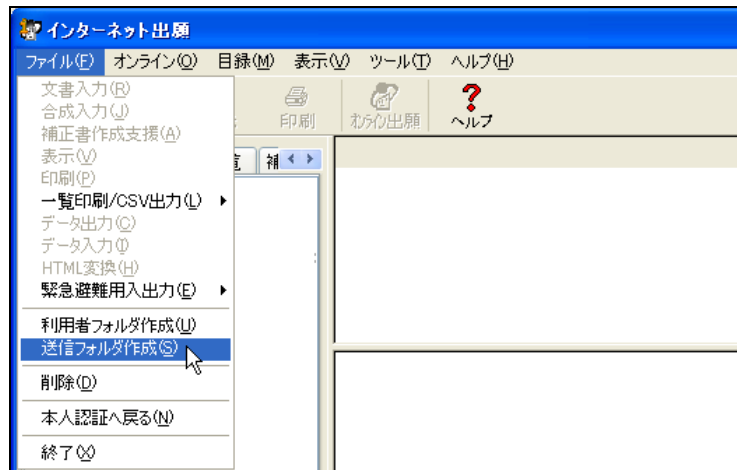 インターネット出願
ファイル(F) オンライン(O) 目録(M) 表示(V) ツール(T) ヘルプ(H)
文書入力(R)
合成入力(J)
補正書作成支援(A)
表示(V)
印刷(P)
一覧印刷/CSV出力(L)
データ出力(C)
データ入力(I)
HTML変換(H)
緊急避難用入出力(E)
利用者フォルダ作成(U)
送信フォルダ作成(S)
削除(D)
本人認証へ戻る(N)
終了(X)
印刷 オンライン出願 ヘルプ
補